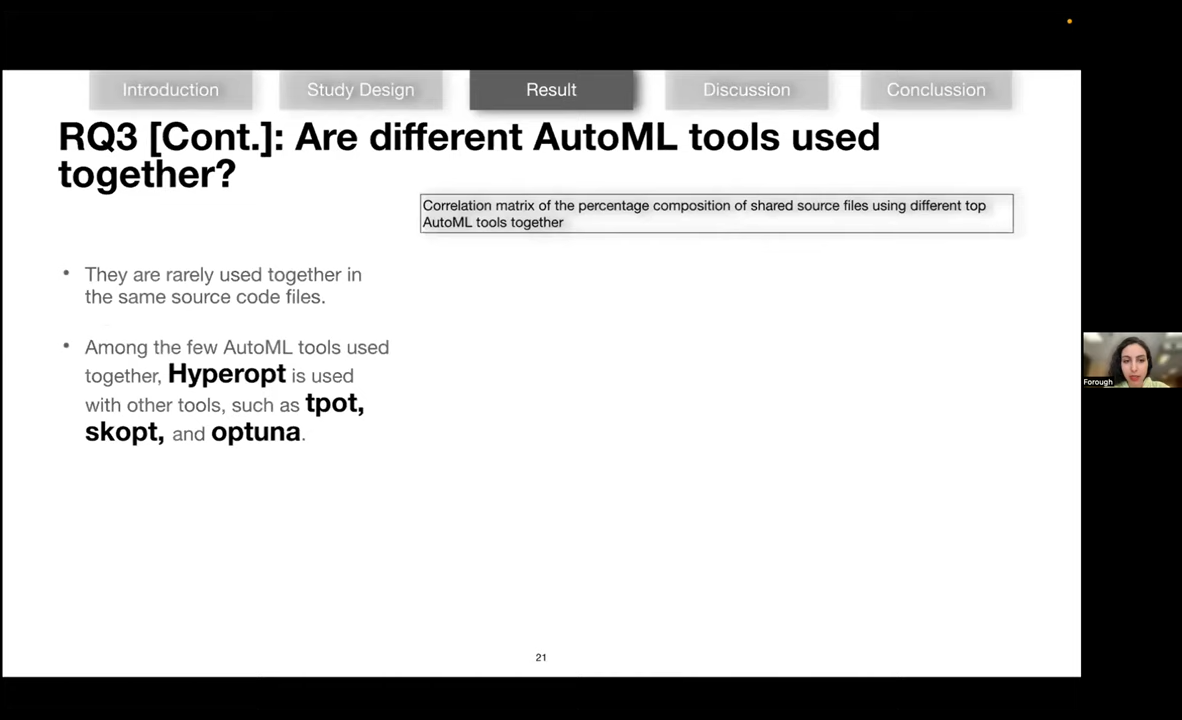 Introduction
Study Design
Result
Discussion
Conclussion
RQ3 [Cont.]: Are different AutoML tools used
together?
Correlation matrix of the percentage composition of shared source files using different top
AutoML tools together
• They are rarely used together in
the same source code files.
• Among the few AutoML tools used
together, Hyperopt is used
with other tools, such as tpot,
skopt, and optuna.
21
Forough